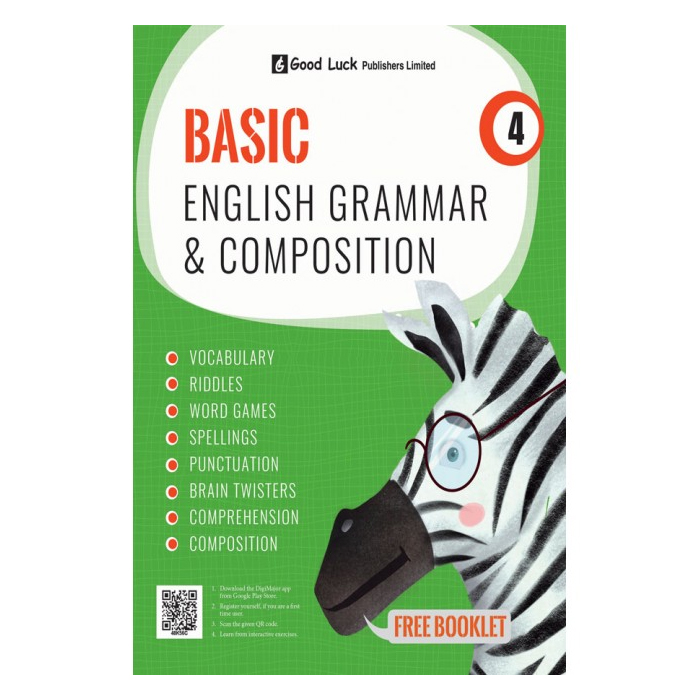 Good Luck Publishers Limited
BASIC
4
ENGLISH GRAMMAR
& COMPOSITION
VOCABULARY
RIDDLES
WORD GAMES
SPELLINGS
PUNCTUATION
BRAIN TWISTERS
COMPREHENSION
COMPOSITION
1. Download the DigiMajor app
from Google Play Store.
2. Register yourself, if you are a first
time user.
3. Scan the given QR code.
4. Learn from interactive exercises.
FREE BOOKLET